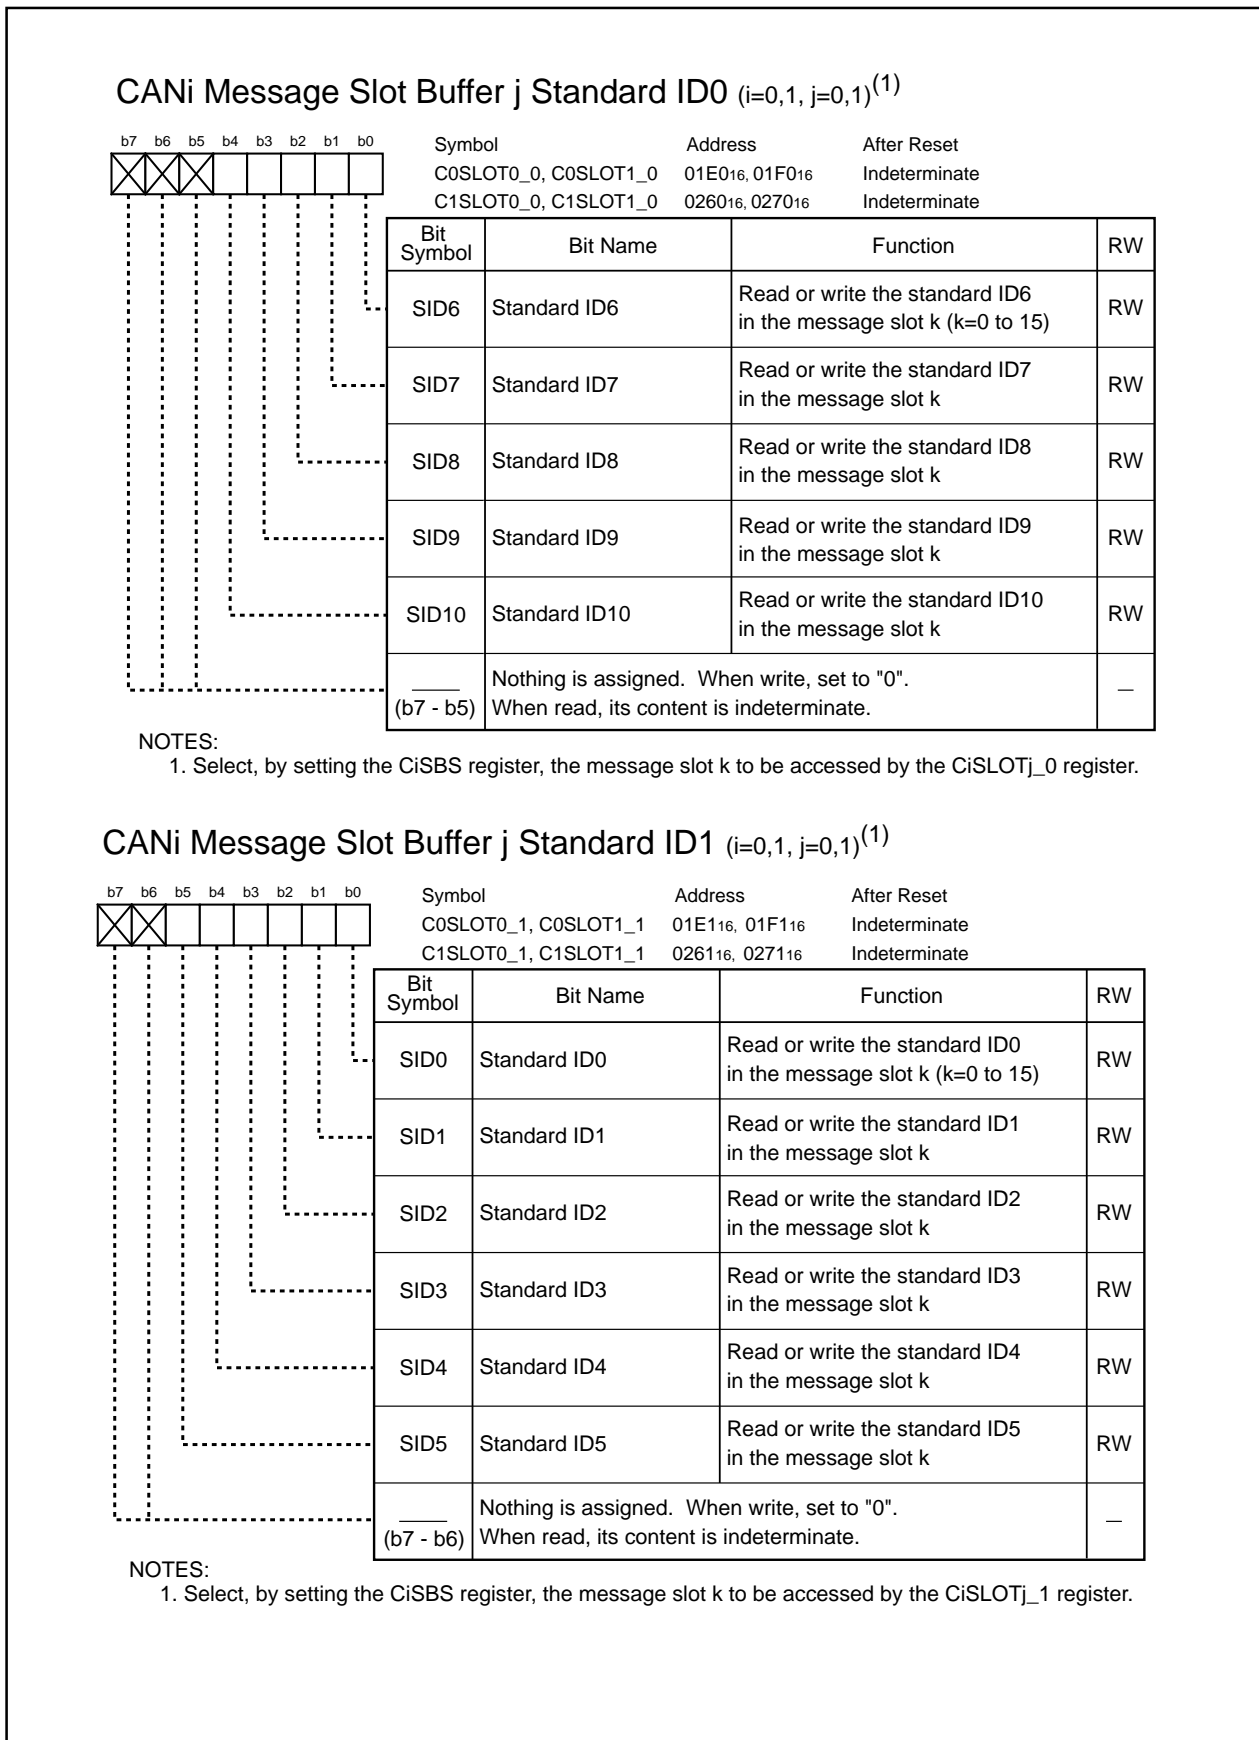 CANi Message Slot Buffer j Standard ID0 (i=0,1, j=0,1)(1)
b7 b6 b5 b4 b3 b2 b1 b0
Symbol Address After Reset
C0SLOT0_0, C0SLOT1_0 01E016, 01F016 Indeterminate
C1SLOT0_0, C1SLOT1_0 026016, 027016 Indeterminate
Bit Symbol Bit Name Function RW
SID6 Standard ID6 Read or write the standard ID6 in the message slot k (k=0 to 15) RW
SID7 Standard ID7 Read or write the standard ID7 in the message slot k RW
SID8 Standard ID8 Read or write the standard ID8 in the message slot k RW
SID9 Standard ID9 Read or write the standard ID9 in the message slot k RW
SID10 Standard ID10 Read or write the standard ID10 in the message slot k RW
(b7 - b5) Nothing is assigned. When write, set to "0". When read, its content is indeterminate. —
NOTES:
1. Select, by setting the CiSBS register, the message slot k to be accessed by the CiSLOTj_0 register.
CANi Message Slot Buffer j Standard ID1 (i=0,1, j=0,1)(1)
b7 b6 b5 b4 b3 b2 b1 b0
Symbol Address After Reset
C0SLOT0_1, C0SLOT1_1 01E116, 01F116 Indeterminate
C1SLOT0_1, C1SLOT1_1 026116, 027116 Indeterminate
Bit Symbol Bit Name Function RW
SID0 Standard ID0 Read or write the standard ID0 in the message slot k (k=0 to 15) RW
SID1 Standard ID1 Read or write the standard ID1 in the message slot k RW
SID2 Standard ID2 Read or write the standard ID2 in the message slot k RW
SID3 Standard ID3 Read or write the standard ID3 in the message slot k RW
SID4 Standard ID4 Read or write the standard ID4 in the message slot k RW
SID5 Standard ID5 Read or write the standard ID5 in the message slot k RW
(b7 - b6) Nothing is assigned. When write, set to "0". When read, its content is indeterminate. —
NOTES:
1. Select, by setting the CiSBS register, the message slot k to be accessed by the CiSLOTj_1 register.